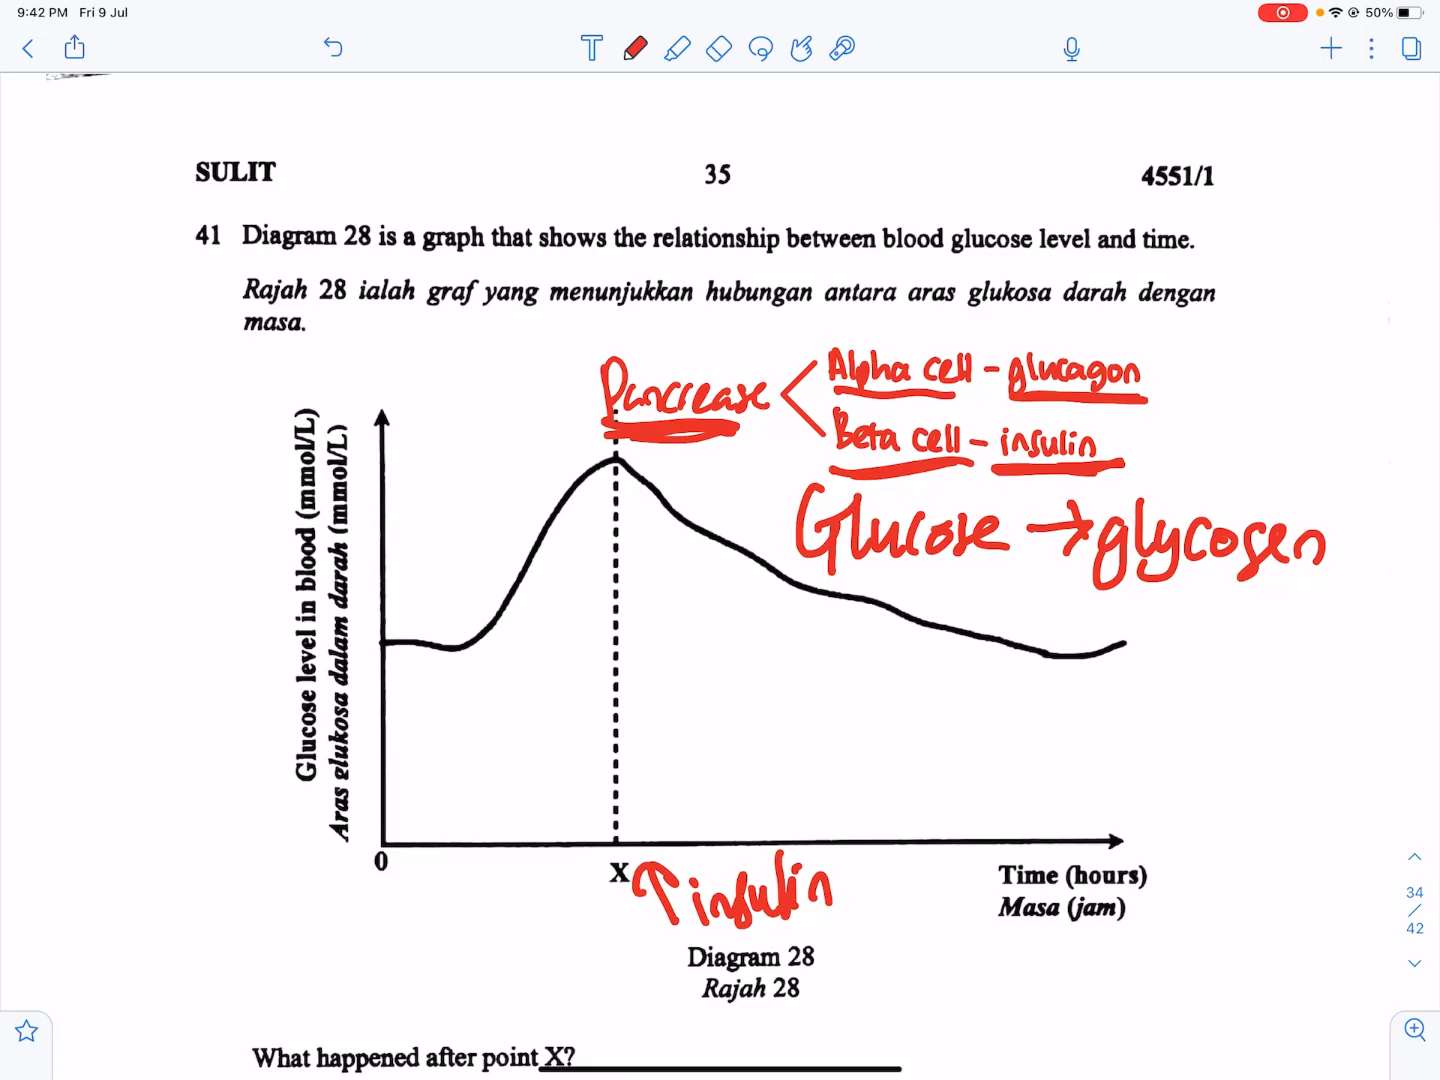 9:42 PM Fri 9 Jul
50%
SULIT 35 4551/1
41 Diagram 28 is a graph that shows the relationship between blood glucose level and time.
Rajah 28 ialah graf yang menunjukkan hubungan antara aras glukosa darah dengan
masa.
Pancrease
Alpha cell - glucagon
Beta cell - insulin
Glucose → glycogen
Glucose level in blood (mmol/L)
Aras glukosa dalam darah (mmol/L)
0
X
↑ insulin
Time (hours)
Masa (jam)
Diagram 28
Rajah 28
What happened after point X?
34
/
42